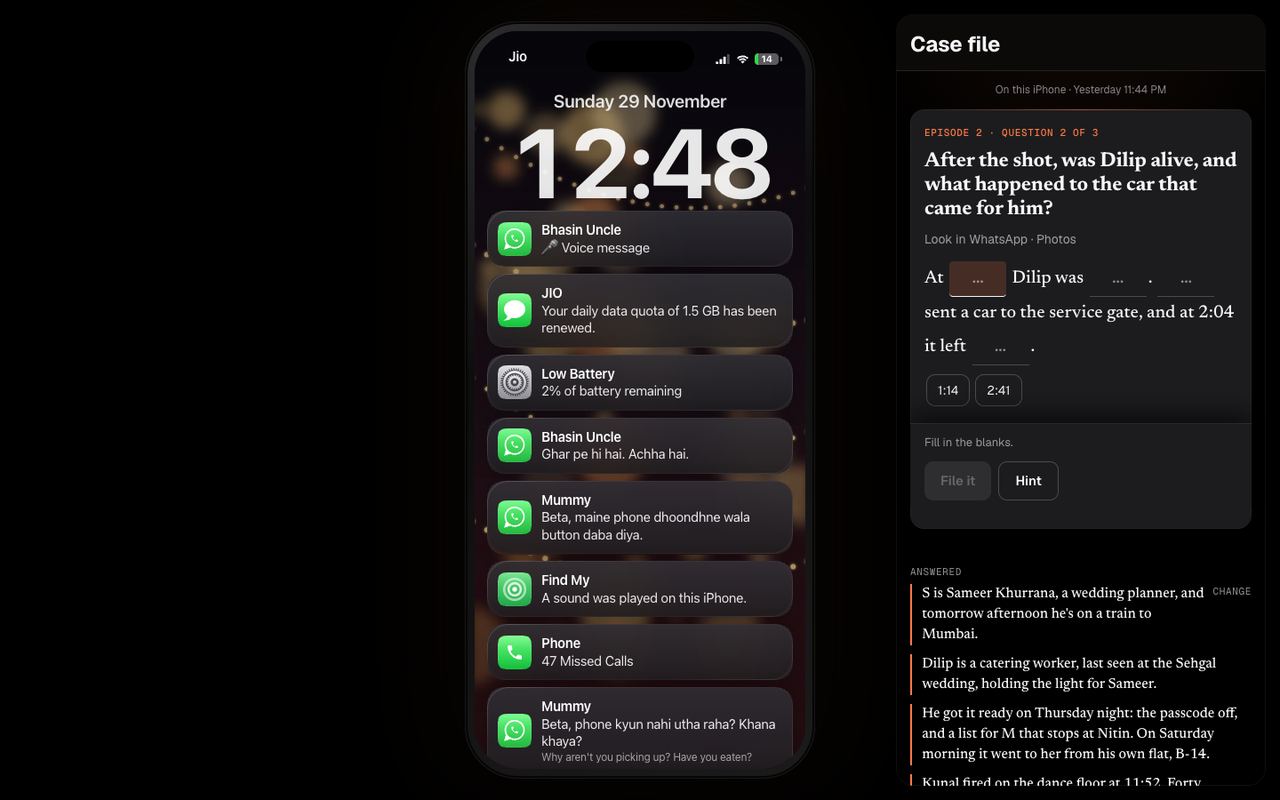 Jio
14
Sunday 29 November
12:48
Bhasin Uncle
🎤 Voice message
JIO
Your daily data quota of 1.5 GB has been
renewed.
Low Battery
2% of battery remaining
Bhasin Uncle
Ghar pe hi hai. Achha hai.
Mummy
Beta, maine phone dhoondhne wala
button daba diya.
Find My
A sound was played on this iPhone.
Phone
47 Missed Calls
Mummy
Beta, phone kyun nahi utha raha? Khana
khaya?
Why aren't you picking up? Have you eaten?
Case file
On this iPhone · Yesterday 11:44 PM
EPISODE 2 · QUESTION 2 OF 3
After the shot, was Dilip alive, and
what happened to the car that
came for him?
Look in WhatsApp · Photos
At ... Dilip was ... . ...
sent a car to the service gate, and at 2:04
it left ... .
1:14 2:41
Fill in the blanks.
File it Hint
ANSWERED
S is Sameer Khurrana, a wedding planner, and CHANGE
tomorrow afternoon he's on a train to
Mumbai.
Dilip is a catering worker, last seen at the Sehgal
wedding, holding the light for Sameer.
He got it ready on Thursday night: the passcode off,
and a list for M that stops at Nitin. On Saturday
morning it went to her from his own flat, B-14.
Kunal fired on the dance floor at 11:52. Forty